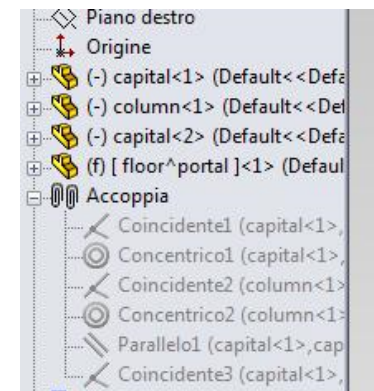 Piano destro
Origine
(-) capital<1> (Default<<Defa
(-) column<1> (Default<<Def
(-) capital<2> (Default<<Defa
(f) [ floor^portal ]<1> (Defaul
Accoppia
Coincidente1 (capital<1>,
Concentrico1 (capital<1>,
Coincidente2 (column<1>
Concentrico2 (column<1>
Parallelo1 (capital<1>,cap
Coincidente3 (capital<1>,